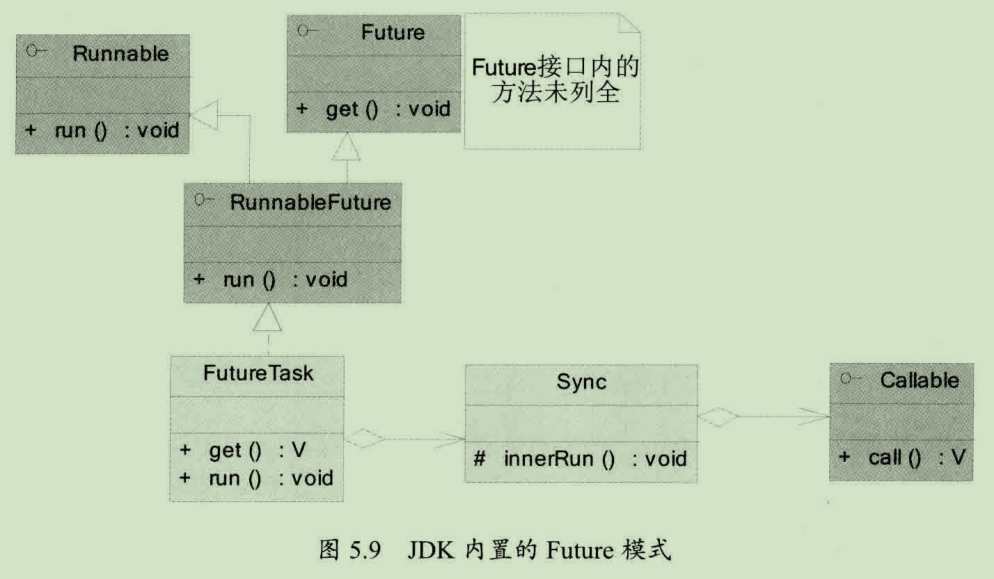 Runnable
+ run () : void
Future
+ get () : void
Future接口内的
方法未列全
RunnableFuture
+ run () : void
FutureTask
+ get () : V
+ run () : void
Sync
# innerRun () : void
Callable
+ call () : V
图 5.9 JDK 内置的 Future 模式